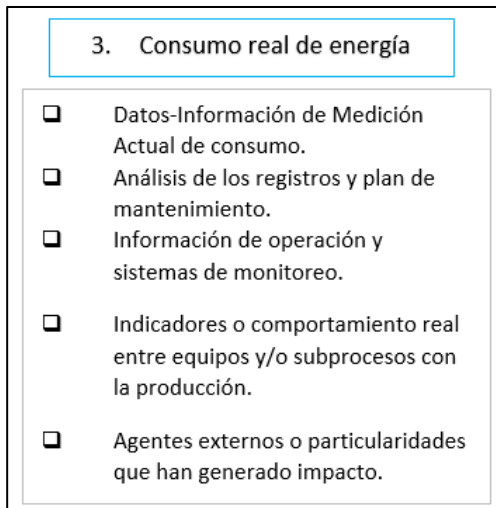 3. Consumo real de energía
❑ Datos-Información de Medición
Actual de consumo.
❑ Análisis de los registros y plan de
mantenimiento.
❑ Información de operación y
sistemas de monitoreo.
❑ Indicadores o comportamiento real
entre equipos y/o subprocesos con
la producción.
❑ Agentes externos o particularidades
que han generado impacto.